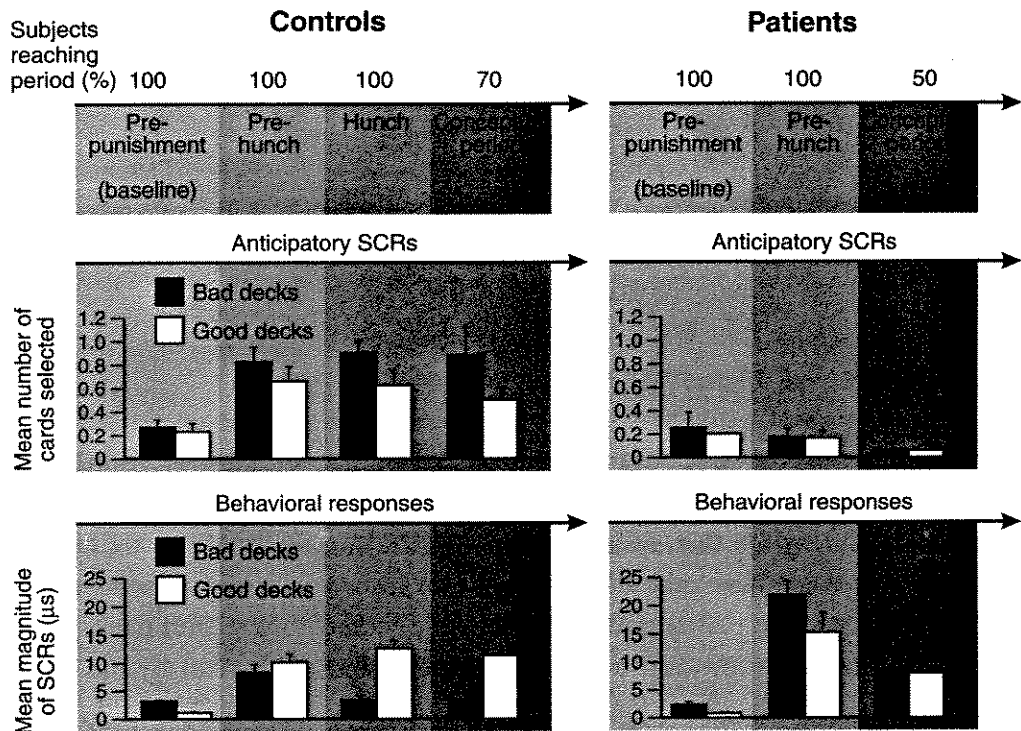 Controls
Patients
Subjects
reaching
period (%) 100 100 100 70
100 100 50
Pre-
punishment
(baseline)
Pre-
hunch
Hunch
Conceptual
period
Pre-
punishment
(baseline)
Pre-
hunch
period
Anticipatory SCRs
Anticipatory SCRs
Mean number of
cards selected
Bad decks
Good decks
1.2
1.0
0.8
0.6
0.4
0.2
0
1.2
1.0
0.8
0.6
0.4
0.2
0
Behavioral responses
Behavioral responses
Mean magnitude
of SCRs (μs)
Bad decks
Good decks
25
20
15
10
5
0
25
20
15
10
5
0